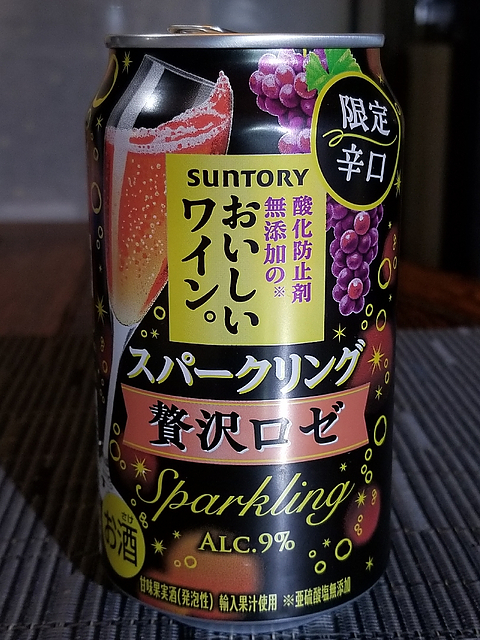 限定
辛口
SUNTORY
酸化防止剤
無添加の※
おいしい
ワイン。
スパークリング
贅沢ロゼ
Sparkling
ALC.9%
さけ
お酒
甘味果実酒(発泡性) 輸入果汁使用 ※亜硫酸塩無添加